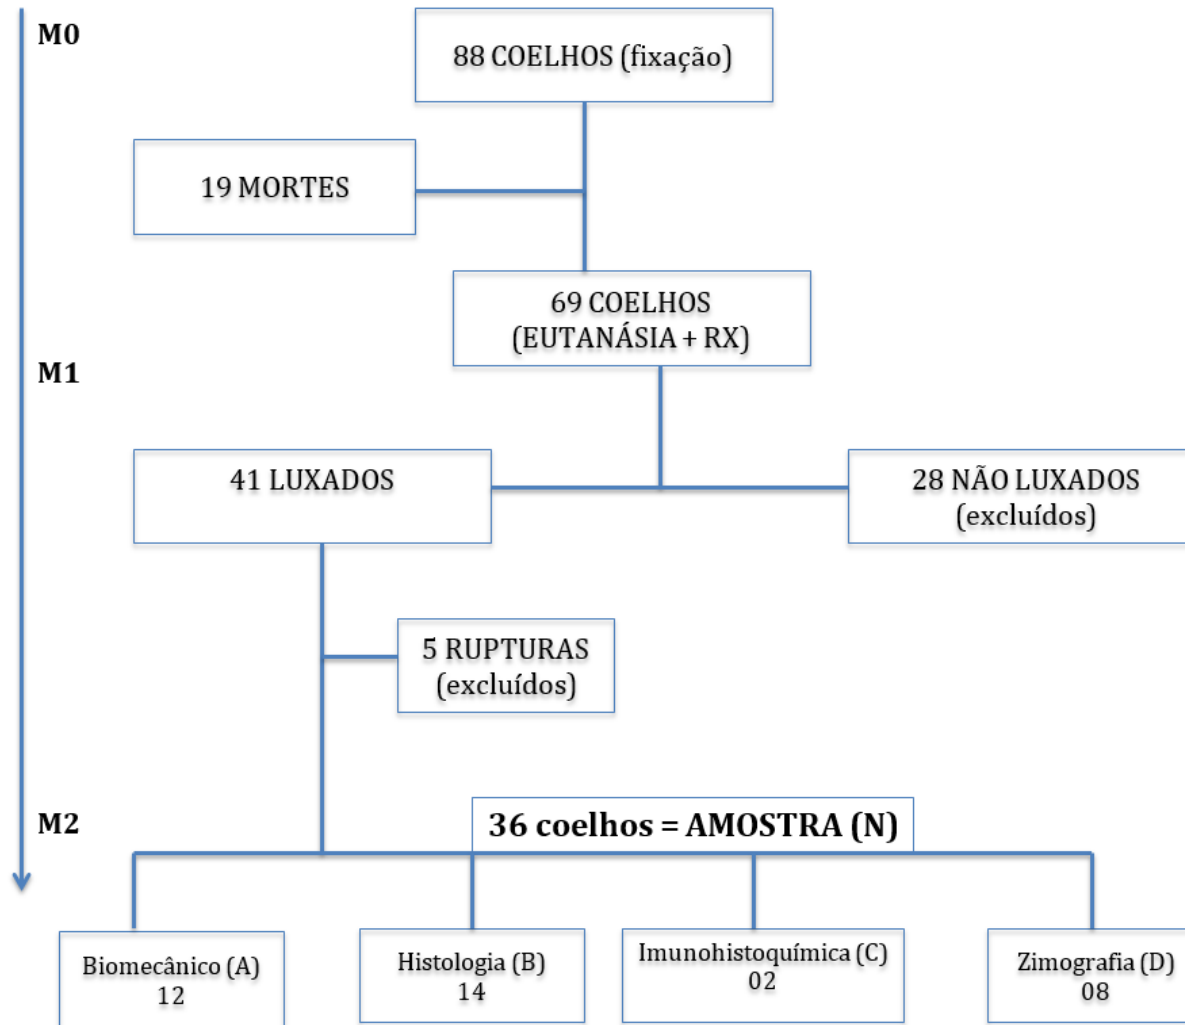 M0
88 COELHOS (fixação)
19 MORTES
69 COELHOS
(EUTANÁSIA + RX)
M1
41 LUXADOS
28 NÃO LUXADOS
(excluídos)
5 RUPTURAS
(excluídos)
M2
36 coelhos = AMOSTRA (N)
Biomecânico (A)
12
Histologia (B)
14
Imunohistoquímica (C)
02
Zimografia (D)
08